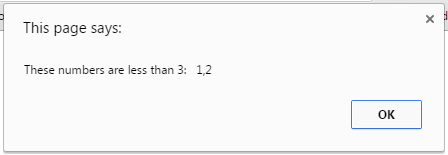 This page says:
These numbers are less than 3:   1,2
OK